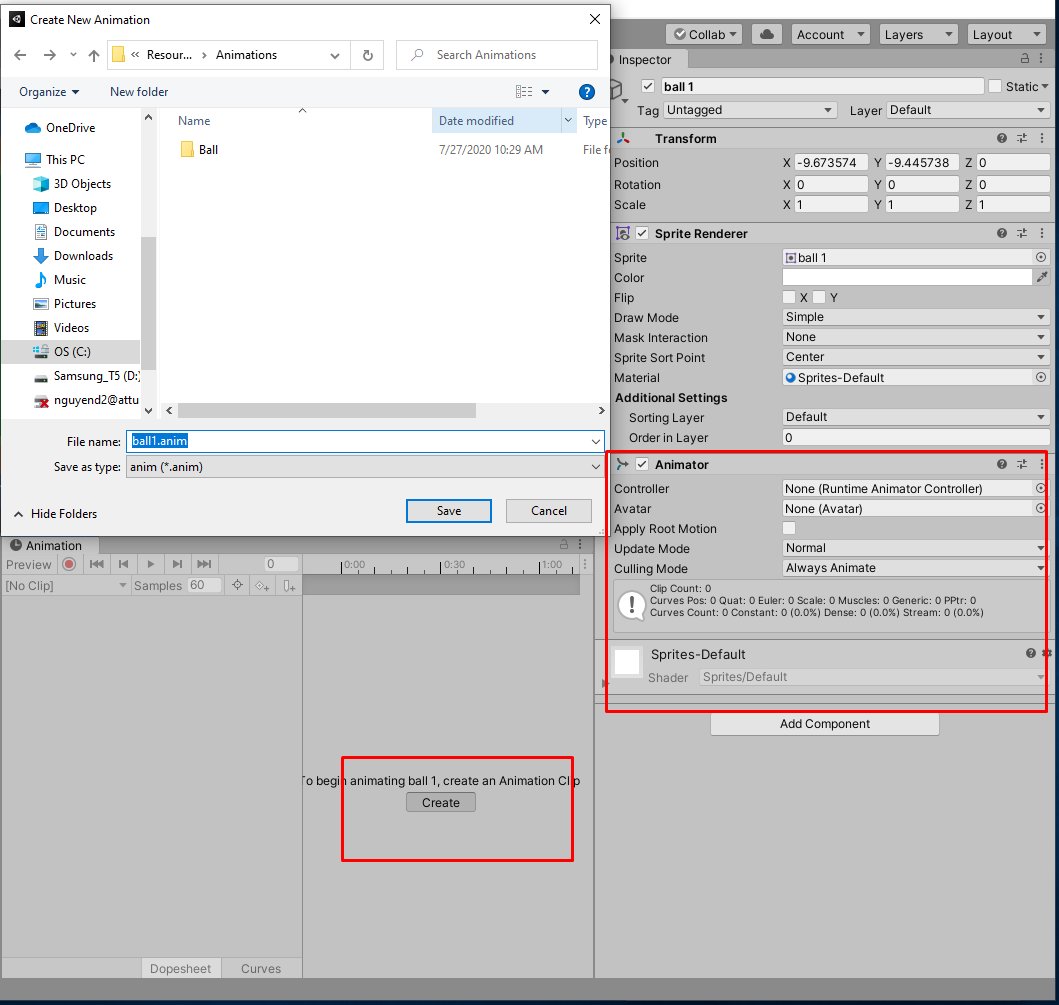 Create New Animation
Resour... Animations
Search Animations
Organize New folder
Name Date modified Type
OneDrive
Ball 7/27/2020 10:29 AM File f
This PC
3D Objects
Desktop
Documents
Downloads
Music
Pictures
Videos
OS (C:)
Samsung_T5 (D:)
nguyend2@attu
File name: ball1.anim
Save as type: anim (*.anim)
Hide Folders
Save Cancel
Collab Account Layers Layout
Inspector
ball 1 Static
Tag Untagged Layer Default
Transform
Position X -9.673574 Y -9.445738 Z 0
Rotation X 0 Y 0 Z 0
Scale X 1 Y 1 Z 1
Sprite Renderer
Sprite ball 1
Color
Flip X Y
Draw Mode Simple
Mask Interaction None
Sprite Sort Point Center
Material Sprites-Default
Additional Settings
Sorting Layer Default
Order in Layer 0
Animator
Controller None (Runtime Animator Controller)
Avatar None (Avatar)
Apply Root Motion
Update Mode Normal
Culling Mode Always Animate
Clip Count: 0
Curves Pos: 0 Quat: 0 Euler: 0 Scale: 0 Muscles: 0 Generic: 0 PPtr: 0
Curves Count: 0 Constant: 0 (0.0%) Dense: 0 (0.0%) Stream: 0 (0.0%)
Sprites-Default
Shader Sprites/Default
Add Component
Animation
Preview 0 0:00 0:30 1:00
[No Clip] Samples 60
To begin animating ball 1, create an Animation Clip
Create
Dopesheet Curves